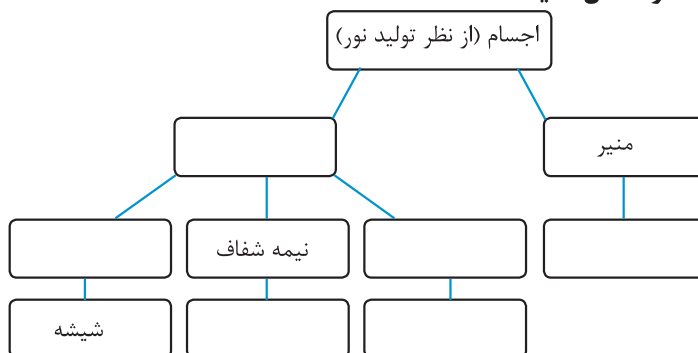 اجسام (از نظر تولید نور)
منیر
نیمه شفاف
شیشه